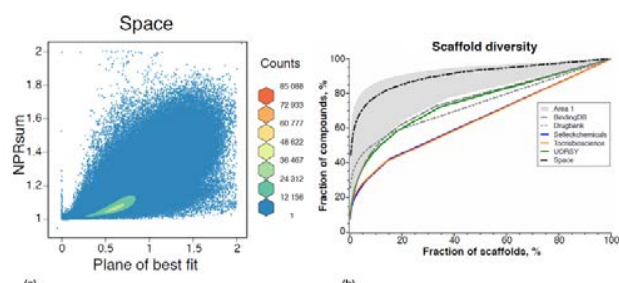 Space
Counts
NPRsum
2
1.8
1.6
1.4
1.2
1
0
0.5
1
1.5
2
Plane of best fit
85 088
72 933
60 777
48 622
36 467
24 312
12 156
1
Scaffold diversity
Fraction of compounds, %
100
80
60
40
20
0
0
20
40
60
80
100
Fraction of scaffolds, %
Area 1
BindingDB
Drugbank
Selleckchemicals
Tocrisbioscience
UORSY
Space
(b)